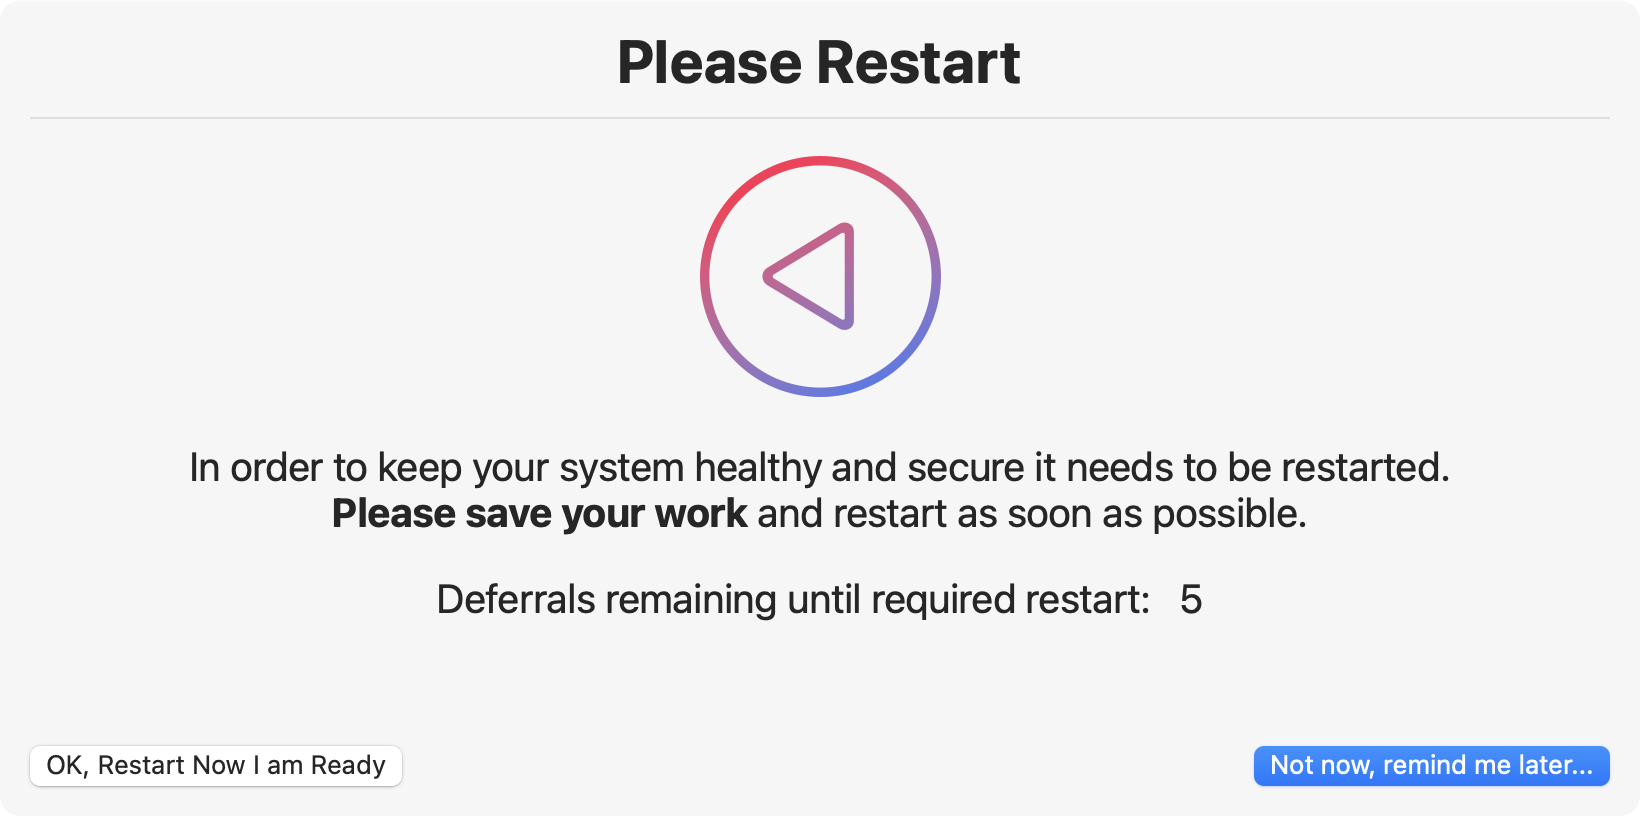 Please Restart
In order to keep your system healthy and secure it needs to be restarted.
Please save your work and restart as soon as possible.
Deferrals remaining until required restart: 5
OK, Restart Now I am Ready
Not now, remind me later...